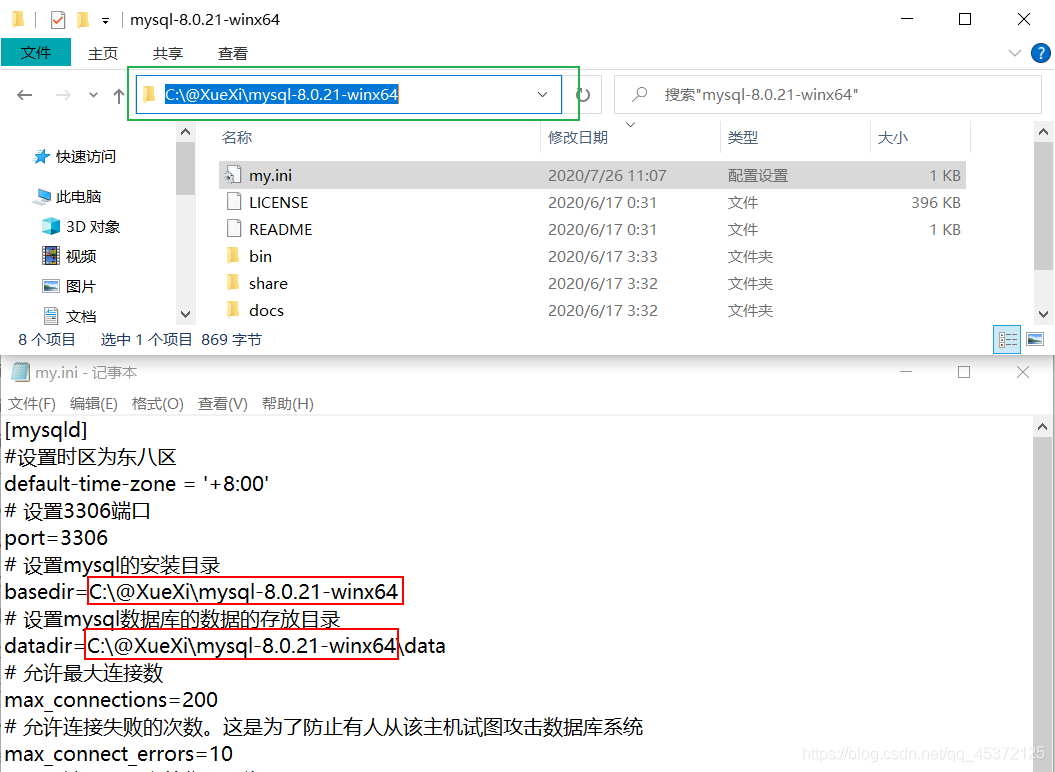 mysql-8.0.21-winx64
文件 主页 共享 查看
C:\@XueXi\mysql-8.0.21-winx64 搜索"mysql-8.0.21-winx64"
名称 修改日期 类型 大小
快速访问
此电脑
3D 对象
视频
图片
文档
my.ini 2020/7/26 11:07 配置设置 1 KB
LICENSE 2020/6/17 0:31 文件 396 KB
README 2020/6/17 0:31 文件 1 KB
bin 2020/6/17 3:33 文件夹
share 2020/6/17 3:32 文件夹
docs 2020/6/17 3:32 文件夹
8 个项目 选中 1 个项目 869 字节
my.ini - 记事本
文件(F) 编辑(E) 格式(O) 查看(V) 帮助(H)
[mysqld]
#设置时区为东八区
default-time-zone = '+8:00'
# 设置3306端口
port=3306
# 设置mysql的安装目录
basedir=C:\@XueXi\mysql-8.0.21-winx64
# 设置mysql数据库的数据的存放目录
datadir=C:\@XueXi\mysql-8.0.21-winx64\data
# 允许最大连接数
max_connections=200
# 允许连接失败的次数。这是为了防止有人从该主机试图攻击数据库系统
max_connect_errors=10
https://blog.csdn.net/qq_45372125